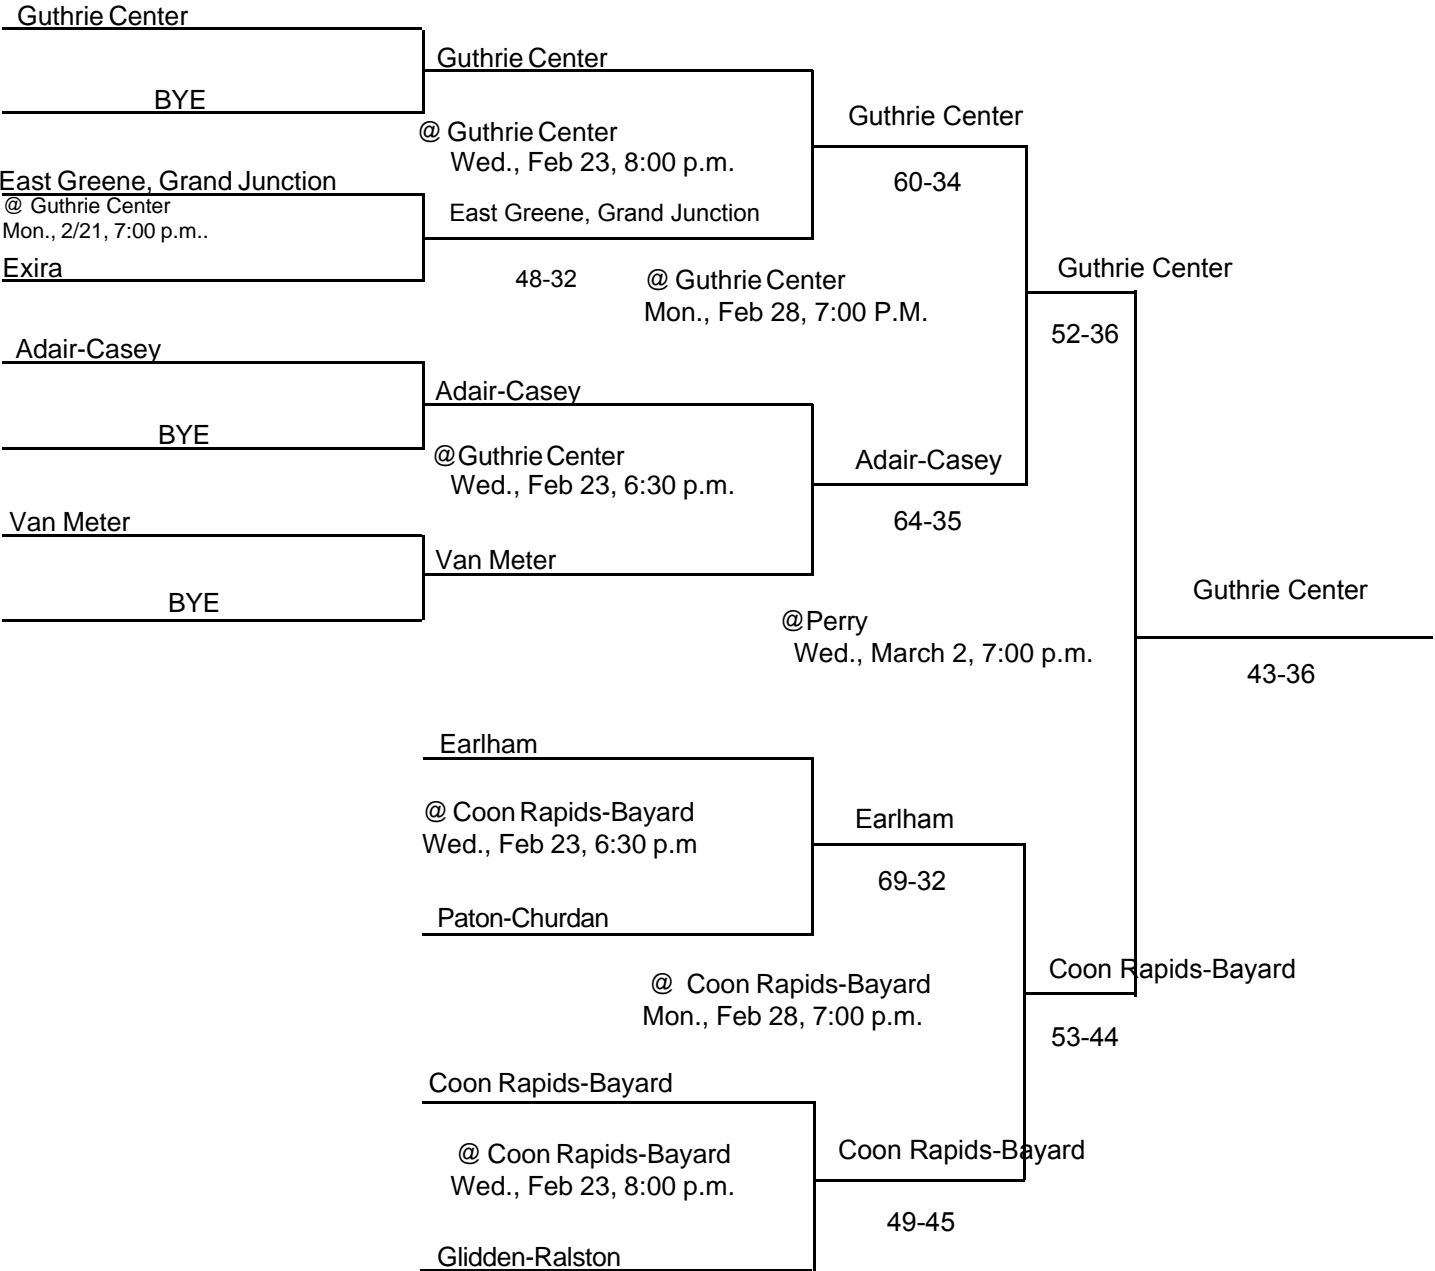 Guthrie Center
Guthrie Center
BYE
@ Guthrie Center
Wed., Feb 23, 8:00 p.m.
Guthrie Center
60-34
East Greene, Grand Junction
@ Guthrie Center
Mon., 2/21, 7:00 p.m..
Exira
East Greene, Grand Junction
48-32
@ Guthrie Center
Mon., Feb 28, 7:00 P.M.
Guthrie Center
52-36
Adair-Casey
Adair-Casey
BYE
@Guthrie Center
Wed., Feb 23, 6:30 p.m.
Adair-Casey
64-35
Van Meter
Van Meter
BYE
@Perry
Wed., March 2, 7:00 p.m.
Guthrie Center
43-36
Earlham
@ Coon Rapids-Bayard
Wed., Feb 23, 6:30 p.m
Earlham
69-32
Paton-Churdan
@ Coon Rapids-Bayard
Mon., Feb 28, 7:00 p.m.
Coon Rapids-Bayard
53-44
Coon Rapids-Bayard
@ Coon Rapids-Bayard
Wed., Feb 23, 8:00 p.m.
Coon Rapids-Bayard
49-45
Glidden-Ralston